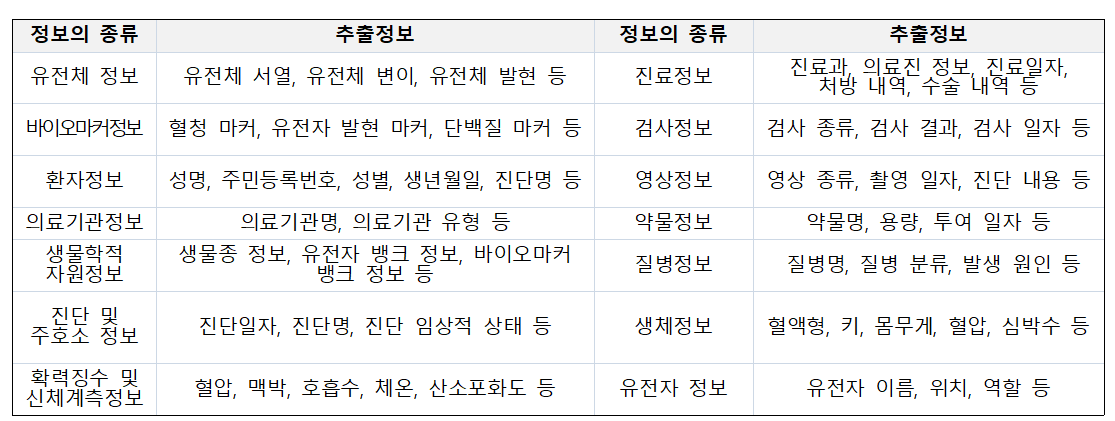 정보의 종류 추출정보 정보의 종류 추출정보
유전체 정보 유전체 서열, 유전체 변이, 유전체 발현 등 진료정보 진료과, 의료진 정보, 진료일자,
처방 내역, 수술 내역 등
바이오마커정보 혈청 마커, 유전자 발현 마커, 단백질 마커 등 검사정보 검사 종류, 검사 결과, 검사 일자 등
환자정보 성명, 주민등록번호, 성별, 생년월일, 진단명 등 영상정보 영상 종류, 촬영 일자, 진단 내용 등
의료기관정보 의료기관명, 의료기관 유형 등 약물정보 약물명, 용량, 투여 일자 등
생물학적
자원정보 생물종 정보, 유전자 뱅크 정보, 바이오마커
뱅크 정보 등 질병정보 질병명, 질병 분류, 발생 원인 등
진단 및
주호소 정보 진단일자, 진단명, 진단 임상적 상태 등 생체정보 혈액형, 키, 몸무게, 혈압, 심박수 등
확력징수 및
신체계측정보 혈압, 맥박, 호흡수, 체온, 산소포화도 등 유전자 정보 유전자 이름, 위치, 역할 등